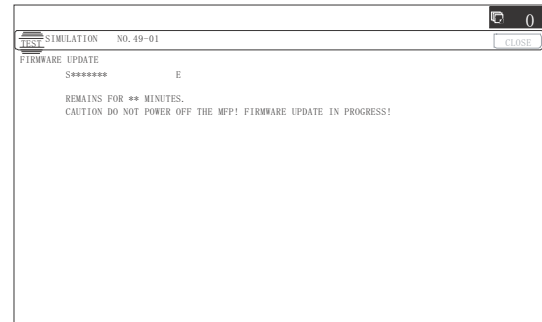 0
TEST SIMULATION NO.49-01 CLOSE
FIRMWARE UPDATE
S******* E
REMAINS FOR ** MINUTES.
CAUTION DO NOT POWER OFF THE MFP! FIRMWARE UPDATE IN PROGRESS!